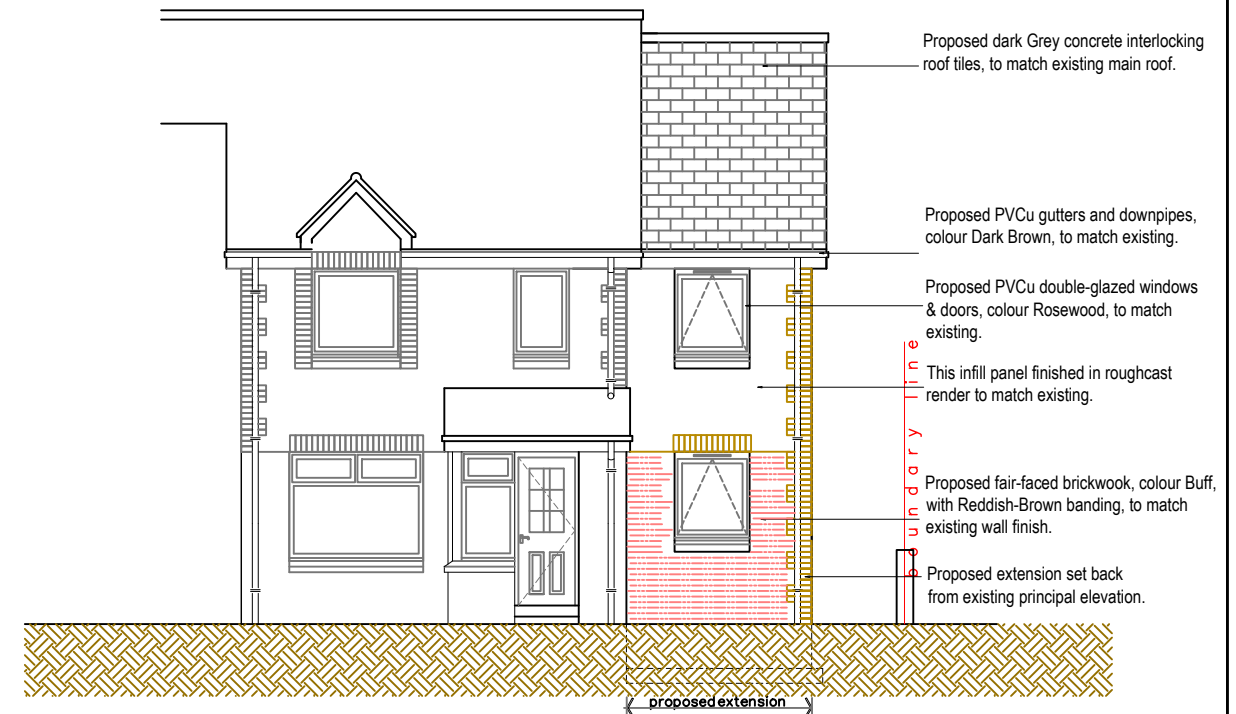 Proposed dark Grey concrete interlocking
roof tiles, to match existing main roof.
Proposed PVCu gutters and downpipes,
colour Dark Brown, to match existing.
Proposed PVCu double-glazed windows
& doors, colour Rosewood, to match
existing.
This infill panel finished in roughcast
render to match existing.
Proposed fair-faced brickwook, colour Buff,
with Reddish-Brown banding, to match
existing wall finish.
Proposed extension set back
from existing principal elevation.
boundary line
proposed extension